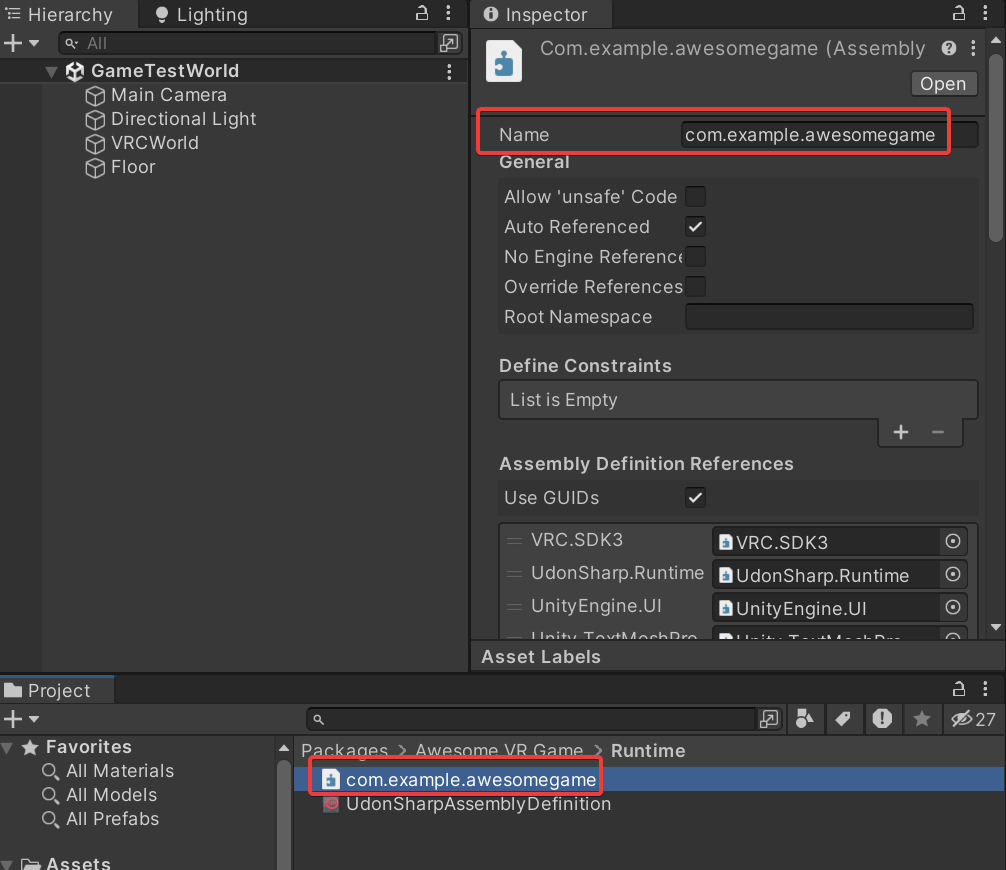 Hierarchy
Lighting
All
GameTestWorld
Main Camera
Directional Light
VRCWorld
Floor
Inspector
Com.example.awesomegame (Assembly
Open
Name com.example.awesomegame
General
Allow 'unsafe' Code
Auto Referenced
No Engine Reference
Override References
Root Namespace
Define Constraints
List is Empty
Assembly Definition References
Use GUIDs
VRC.SDK3 VRC.SDK3
UdonSharp.Runtime UdonSharp.Runtime
UnityEngine.UI UnityEngine.UI
Unity.TextMeshPro Unity.TextMeshPro
Asset Labels
Project
27
Favorites
All Materials
All Models
All Prefabs
Assets
Packages > Awesome VR Game > Runtime
com.example.awesomegame
UdonSharpAssemblyDefinition